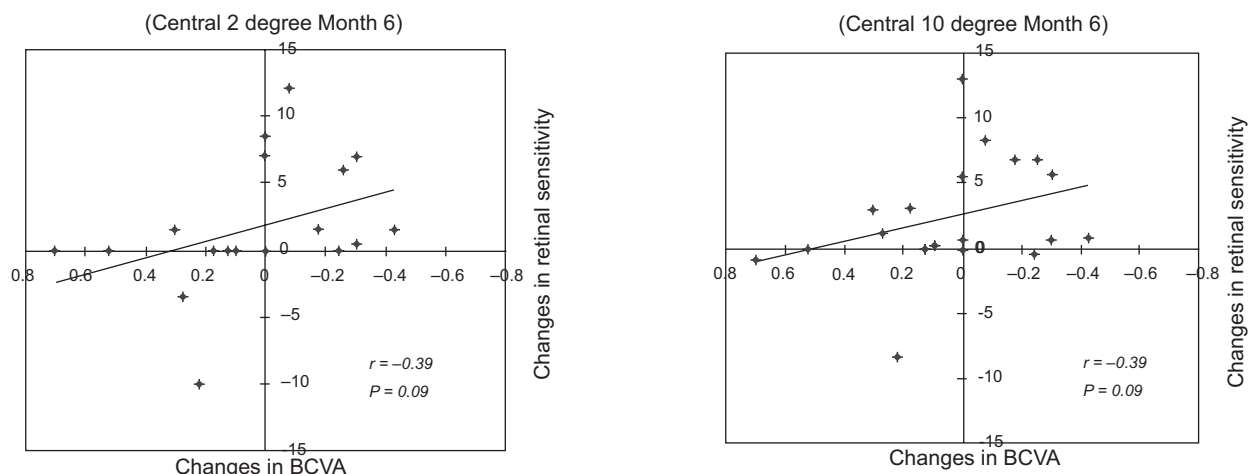 (Central 2 degree Month 6)
15
10
5
0
0.8 0.6 0.4 0.2 0 –0.2 –0.4 –0.6 –0.8
–5
–10
-15
r = –0.39
P = 0.09
Changes in BCVA
Changes in retinal sensitivity
(Central 10 degree Month 6)
15
10
5
0
0.8 0.6 0.4 0.2 0 –0.2 –0.4 –0.6 –0.8
-5
-10
-15
r = –0.39
P = 0.09
Changes in BCVA
Changes in retinal sensitivity